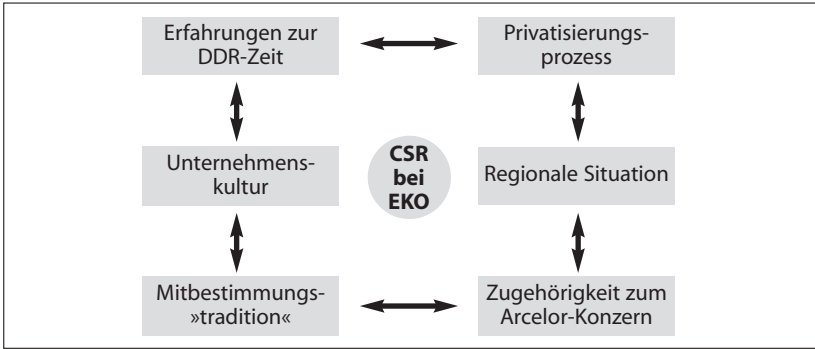 Erfahrungen zur
DDR-Zeit
Privatisierungs-
prozess
Unternehmens-
kultur
CSR
bei
EKO
Regionale Situation
Mitbestimmungs-
»tradition«
Zugehörigkeit zum
Arcelor-Konzern